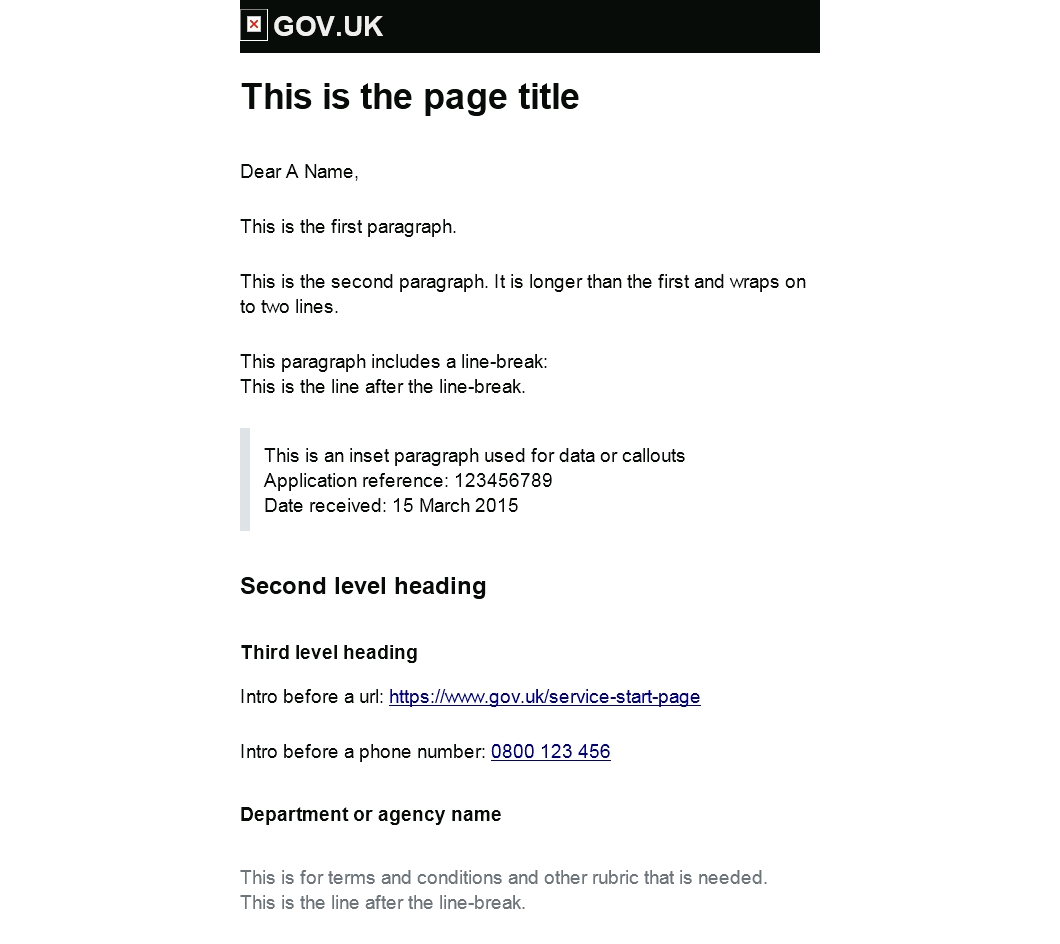 GOV.UK
This is the page title
Dear A Name,
This is the first paragraph.
This is the second paragraph. It is longer than the first and wraps on
to two lines.
This paragraph includes a line-break:
This is the line after the line-break.
This is an inset paragraph used for data or callouts
Application reference: 123456789
Date received: 15 March 2015
Second level heading
Third level heading
Intro before a url: https://www.gov.uk/service-start-page
Intro before a phone number: 0800 123 456
Department or agency name
This is for terms and conditions and other rubric that is needed.
This is the line after the line-break.